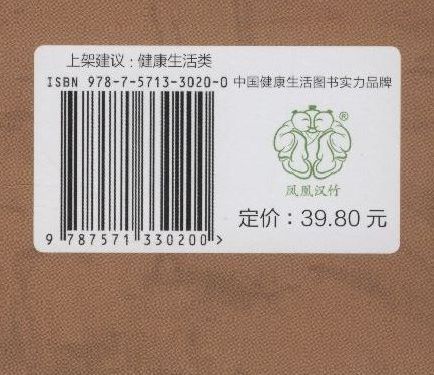 上架建议：健康生活类
ISBN 978-7-5713-3020-0 中国健康生活图书实力品牌
®
凤凰汉竹
定价：39.80 元
9 787571 330200 >